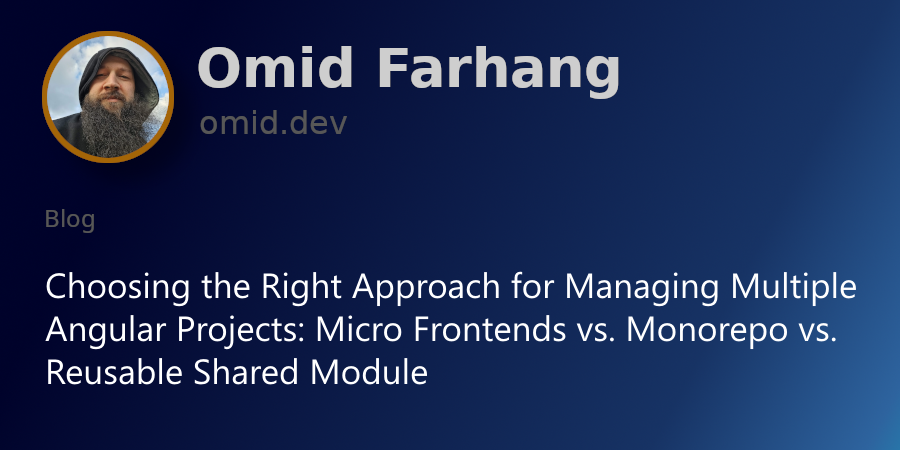 Omid Farhang
omid.dev
Blog
Choosing the Right Approach for Managing Multiple
Angular Projects: Micro Frontends vs. Monorepo vs.
Reusable Shared Module